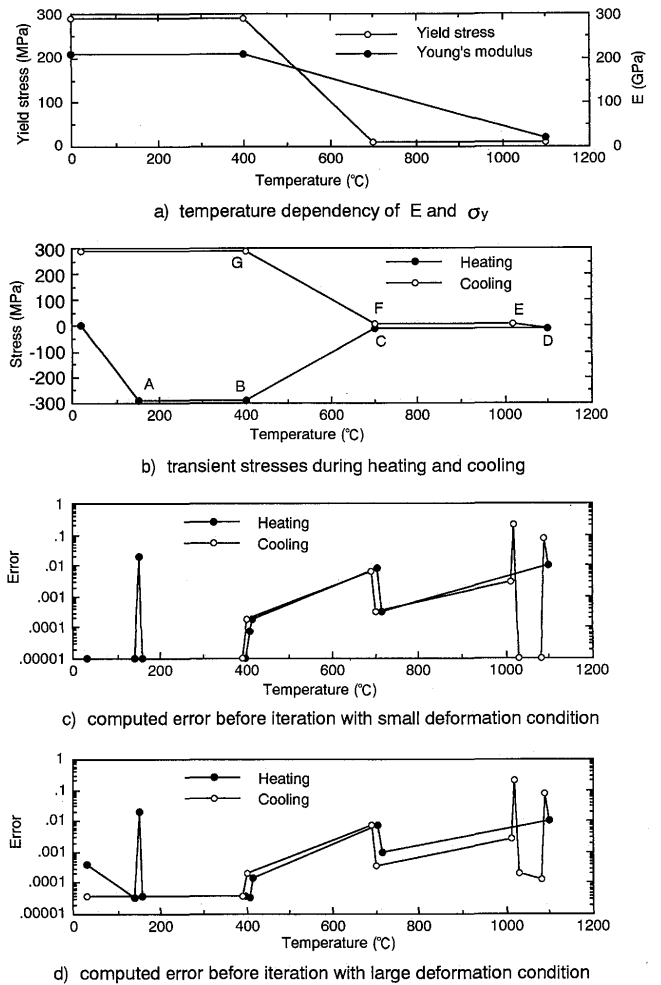 300 300
Yield stress
Young's modulus
200 200
100 100
0 0
0 200 400 600 800 1000 1200
Yield stress (MPa)
E (GPa)
Temperature (℃)
a) temperature dependency of E and σy
300
200
100
0
-100
-200
-300
0 200 400 600 800 1000 1200
Stress (MPa)
Heating
Cooling
G
F E
A B C D
Temperature (℃)
b) transient stresses during heating and cooling
1
.1
.01
.001
.0001
.00001
0 200 400 600 800 1000 1200
Error
Heating
Cooling
Temperature (℃)
c) computed error before iteration with small deformation condition
1
.1
.01
.001
.0001
.00001
0 200 400 600 800 1000 1200
Error
Heating
Cooling
Temperature (℃)
d) computed error before iteration with large deformation condition